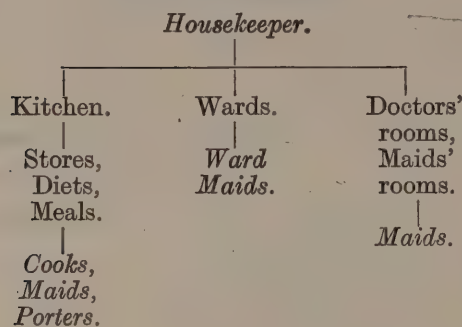 Housekeeper.
Kitchen.
Stores,
Diets,
Meals.
Cooks,
Maids,
Porters.
Wards.
Ward
Maids.
Doctors'
rooms,
Maids'
rooms.
Maids.